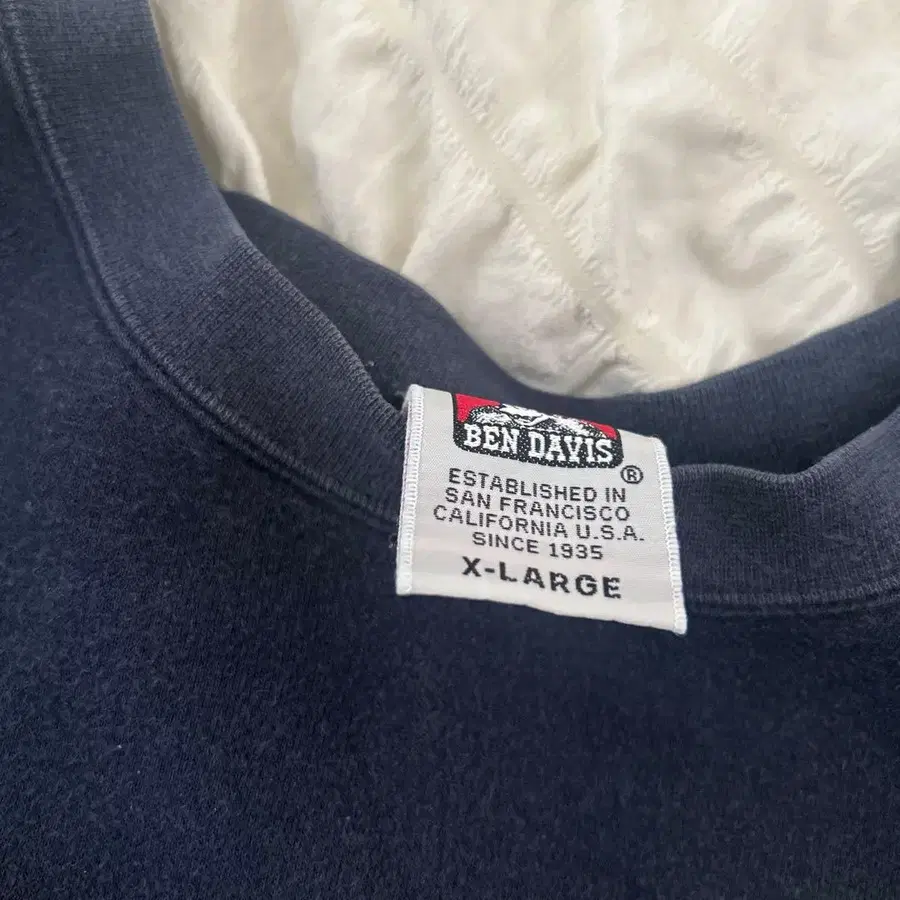 BEN DAVIS
®
ESTABLISHED IN
SAN FRANCISCO
CALIFORNIA U.S.A.
SINCE 1935
X-LARGE